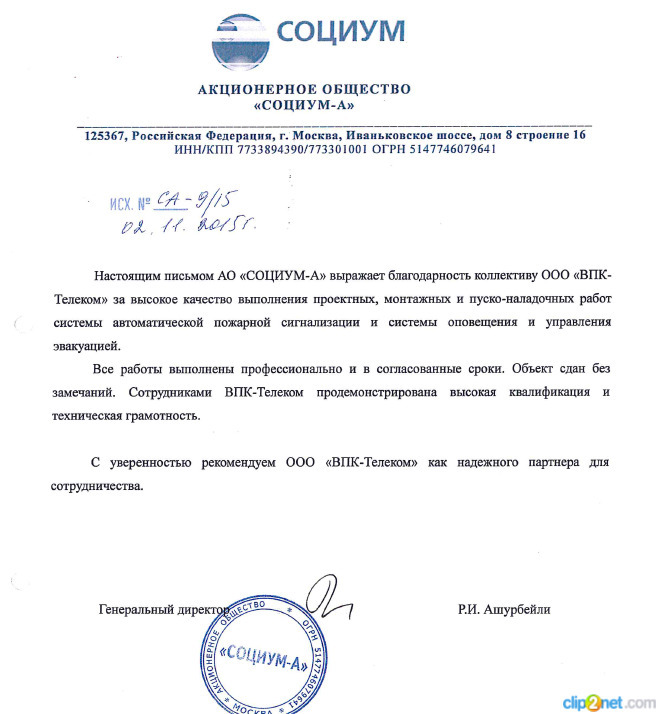 СОЦИУМ
АКЦИОНЕРНОЕ ОБЩЕСТВО
«СОЦИУМ-А»
125367, Российская Федерация, г. Москва, Иваньковское шоссе, дом 8 строение 16
ИНН/КПП 7733894390/773301001 ОГРН 5147746079641
ИСХ. № СА-9/15
02.11.2015г.
Настоящим письмом АО «СОЦИУМ-А» выражает благодарность коллективу ООО «ВПК-
Телеком» за высокое качество выполнения проектных, монтажных и пуско-наладочных работ
системы автоматической пожарной сигнализации и системы оповещения и управления
эвакуацией.
Все работы выполнены профессионально и в согласованные сроки. Объект сдан без
замечаний. Сотрудниками ВПК-Телеком продемонстрирована высокая квалификация и
техническая грамотность.
С уверенностью рекомендуем ООО «ВПК-Телеком» как надежного партнера для
сотрудничества.
Генеральный директор
Р.И. Ашурбейли
АКЦИОНЕРНОЕ ОБЩЕСТВО * ОГРН 5147746079641 * МОСКВА *
«СОЦИУМ-А»
clip2net.com